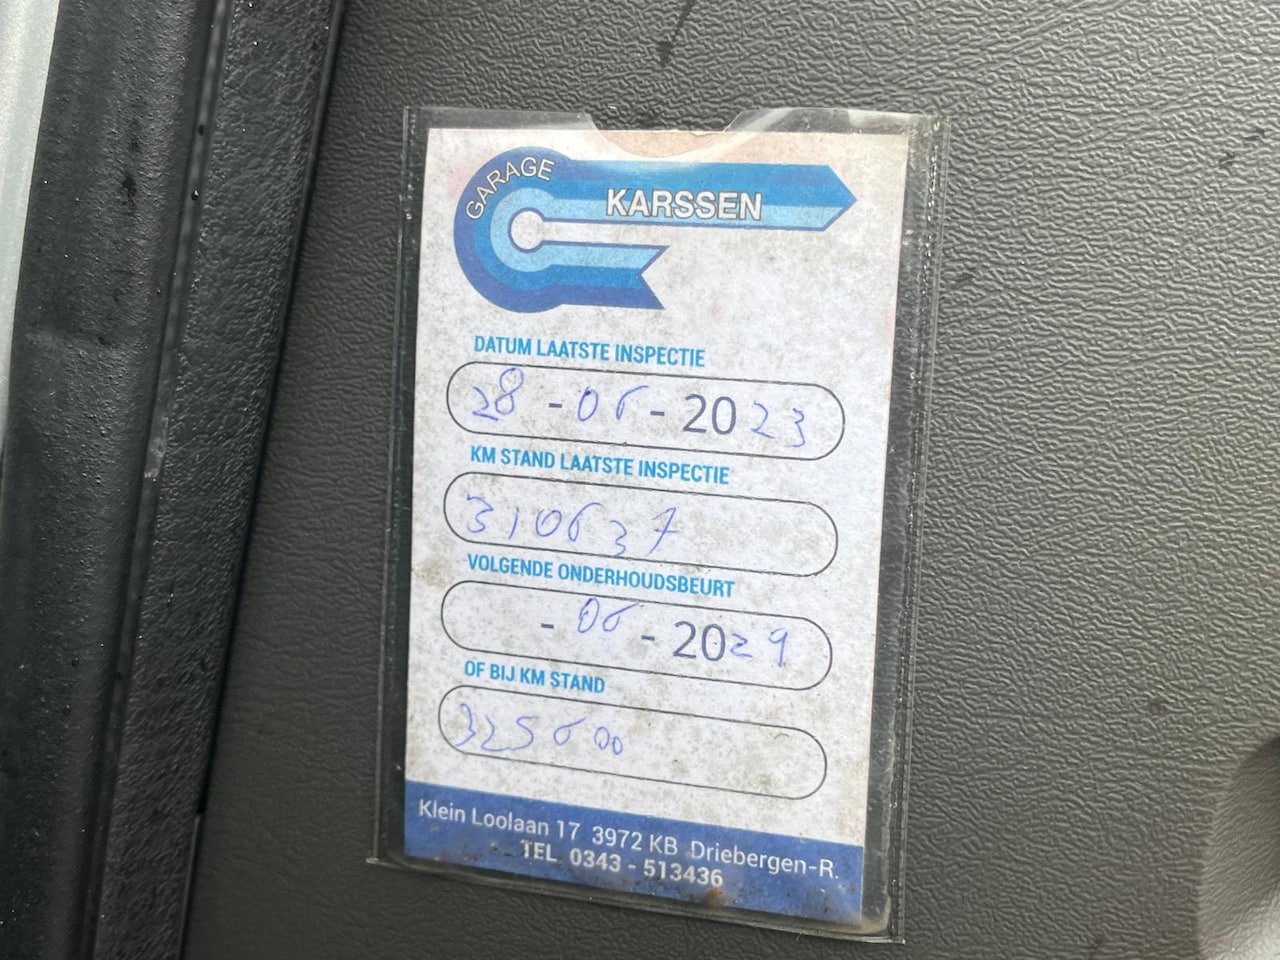 GARAGE
KARSSEN
DATUM LAATSTE INSPECTIE
28 - 06 - 2023
KM STAND LAATSTE INSPECTIE
310637
VOLGENDE ONDERHOUDSBEURT
- 06 - 2024
OF BIJ KM STAND
325600
Klein Loolaan 17 3972 KB Driebergen-R.
TEL. 0343 - 513436